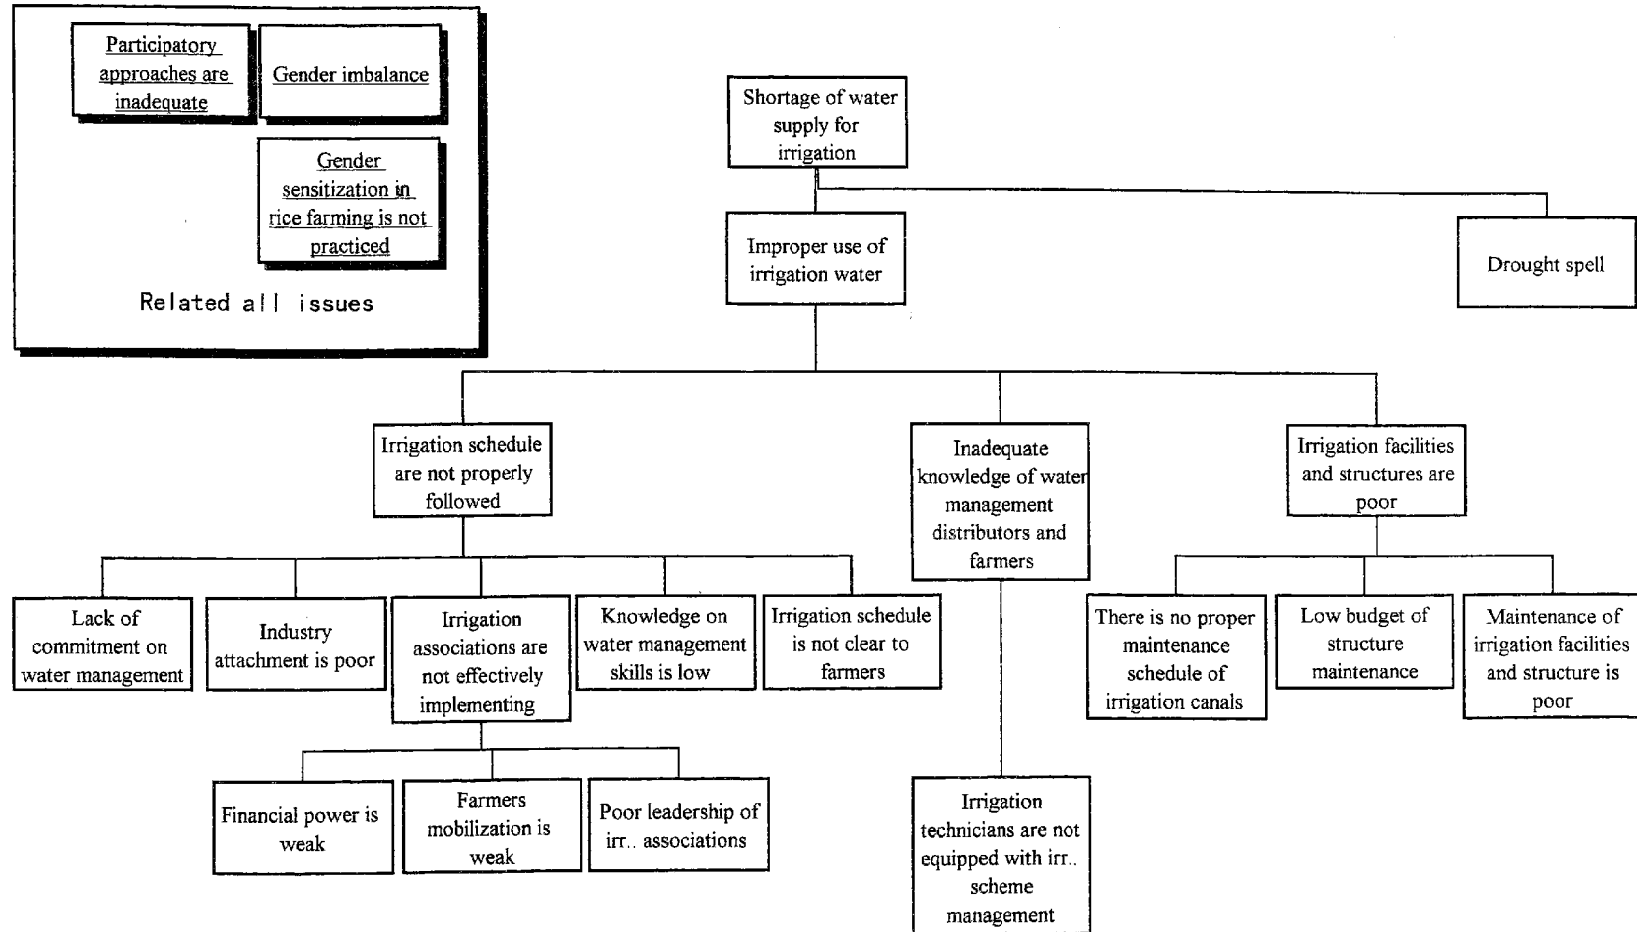 Participatory
approaches are
inadequate
Gender imbalance
Gender
sensitization in
rice farming is not
practiced
Related all issues
Shortage of water
supply for
irrigation
Improper use of
irrigation water
Drought spell
Irrigation schedule
are not properly
followed
Inadequate
knowledge of water
management
distributors and
farmers
Irrigation facilities
and structures are
poor
Lack of
commitment on
water management
Industry
attachment is poor
Irrigation
associations are
not effectively
implementing
Knowledge on
water management
skills is low
Irrigation schedule
is not clear to
farmers
There is no proper
maintenance
schedule of
irrigation canals
Low budget of
structure
maintenance
Maintenance of
irrigation facilities
and structure is
poor
Financial power is
weak
Farmers
mobilization is
weak
Poor leadership of
irr.. associations
Irrigation
technicians are not
equipped with irr..
scheme
management